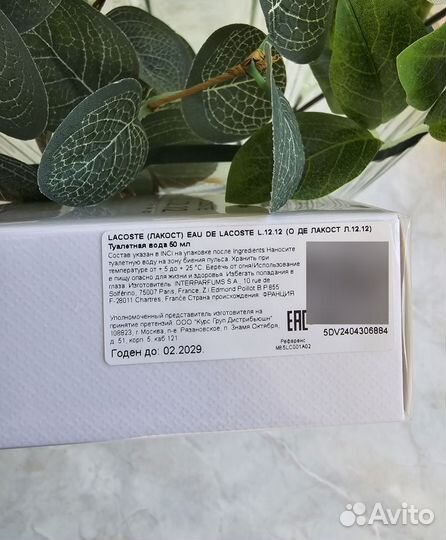 LACOSTE (ЛАКОСТ) EAU DE LACOSTE L.12.12 (О ДЕ ЛАКОСТ Л.12.12)
Туалетная вода 50 мл
Состав указан в INCI на упаковке после Ingredients.Наносите
туалетную воду на зону биения пульса. Хранить при
температуре от + 5 до + 25 °C. Беречь от огня/Использование
в пищу опасно для жизни и здоровья. Избегать попадания в
глаза. Изготовитель: INTERPARFUMS S.A., 10 rue de
Solférino, 75007 Paris, France, Z.I Edmond Poillot B.P.855
F-28011 Chartres, France Страна происхождения: ФРАНЦИЯ
Уполномоченный представитель изготовителя на
принятие претензий: ООО "Курс Груп Дистрибьюшн"
108823, г Москва, п-е Рязановское, п. Знамя Октября,
д. 51, корп. 5, каб 121
Годен до: 02.2029.
EAC
5DV2404306884
Референс
ME5LC001A02
Avito